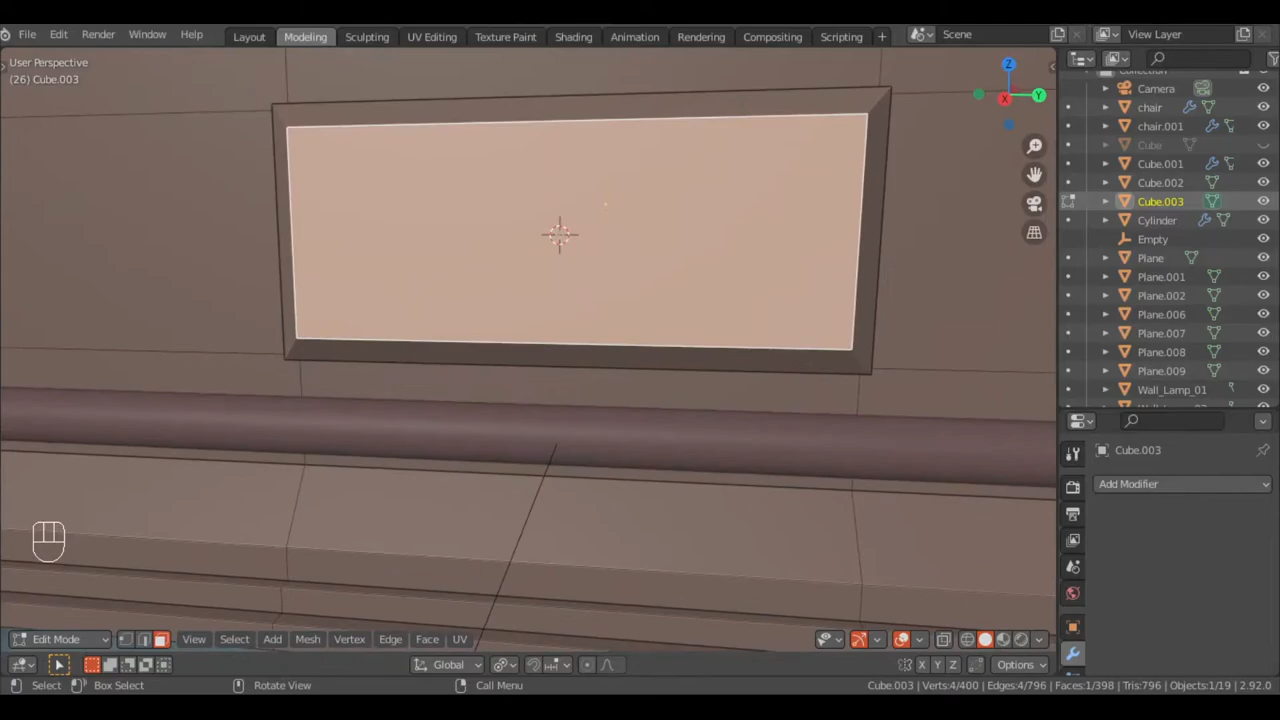 File Edit Render Window Help Layout Modeling Sculpting UV Editing Texture Paint Shading Animation Rendering Compositing Scripting + Scene View Layer
User Perspective
(26) Cube.003
Z
Y
X
Camera
chair
chair.001
Cube
Cube.001
Cube.002
Cube.003
Cylinder
Empty
Plane
Plane.001
Plane.002
Plane.006
Plane.007
Plane.008
Plane.009
Wall_Lamp_01
Cube.003
Add Modifier
Edit Mode View Select Add Mesh Vertex Edge Face UV
Global X Y Z Options
Select Box Select Rotate View Call Menu Cube.003 | Verts:4/400 | Edges:4/796 | Faces:1/398 | Tris:796 | Objects:1/19 | 2.92.0